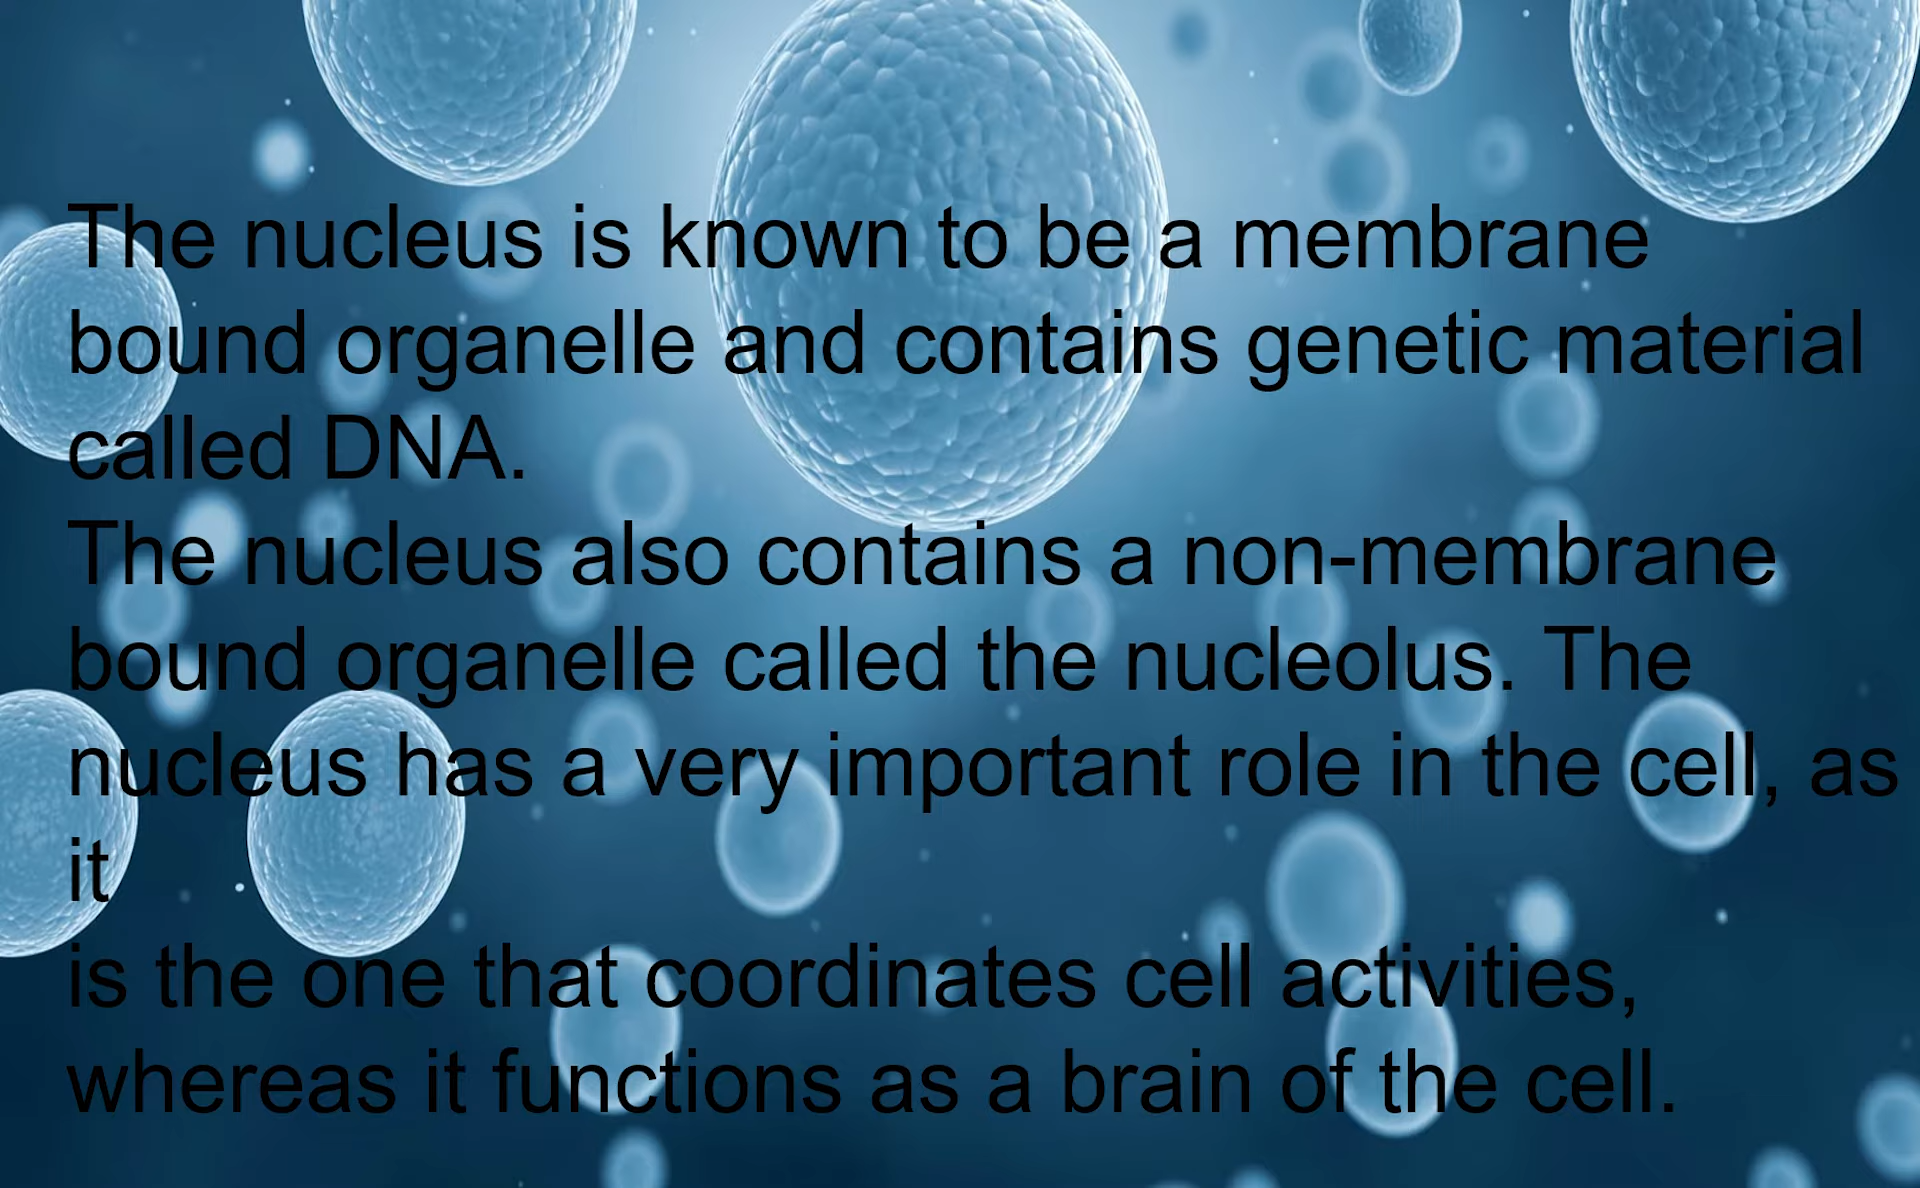 The nucleus is known to be a membrane
bound organelle and contains genetic material
called DNA.
The nucleus also contains a non-membrane
bound organelle called the nucleolus. The
nucleus has a very important role in the cell, as
it
is the one that coordinates cell activities,
whereas it functions as a brain of the cell.